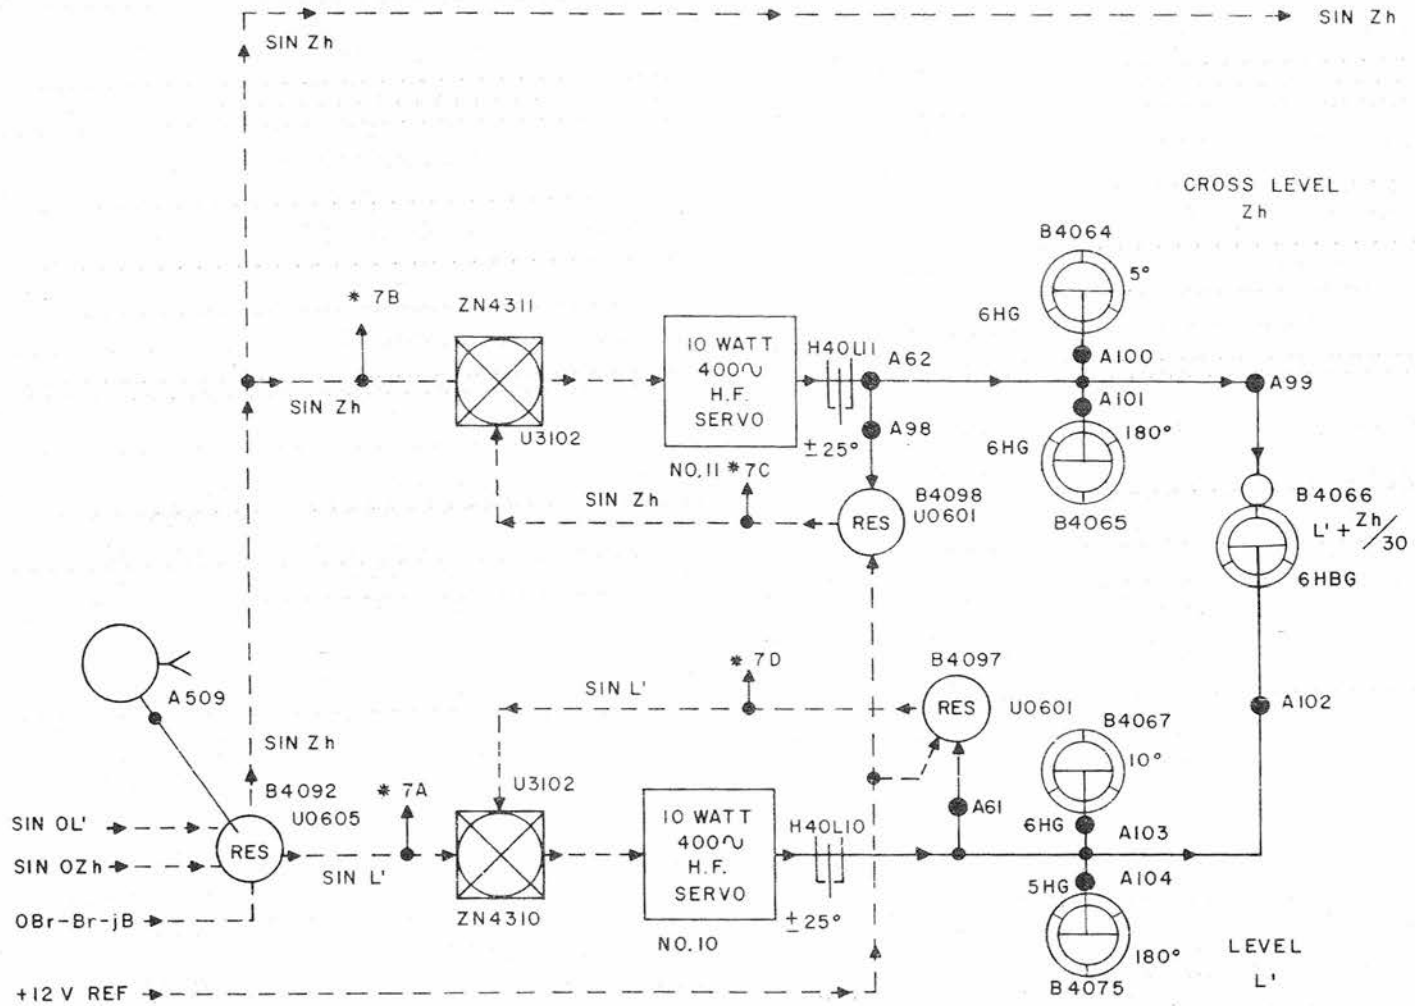 SIN Zh
SIN Zh
CROSS LEVEL
Zh
B4064
5°
6HG
* 7B
ZN4311
10 WATT
400∿
H.F.
SERVO
H40L11
A62
A100
A99
SIN Zh
A101
U3102
±25°
A98
6HG
180°
NO.11
* 7C
SIN Zh
B4098
U0601
B4065
B4066
L' + Zh/30
RES
6HBG
* 7D
B4097
A509
SIN L'
RES
U0601
A102
B4067
SIN Zh
10°
B4092
* 7A
U3102
U0605
10 WATT
400∿
H.F.
SERVO
H40L10
A61
6HG
A103
SIN OL'
RES
SIN OZh
SIN L'
5HG
A104
OBr-Br-jB
ZN4310
±25°
NO.10
180°
LEVEL
L'
+12 V REF
B4075